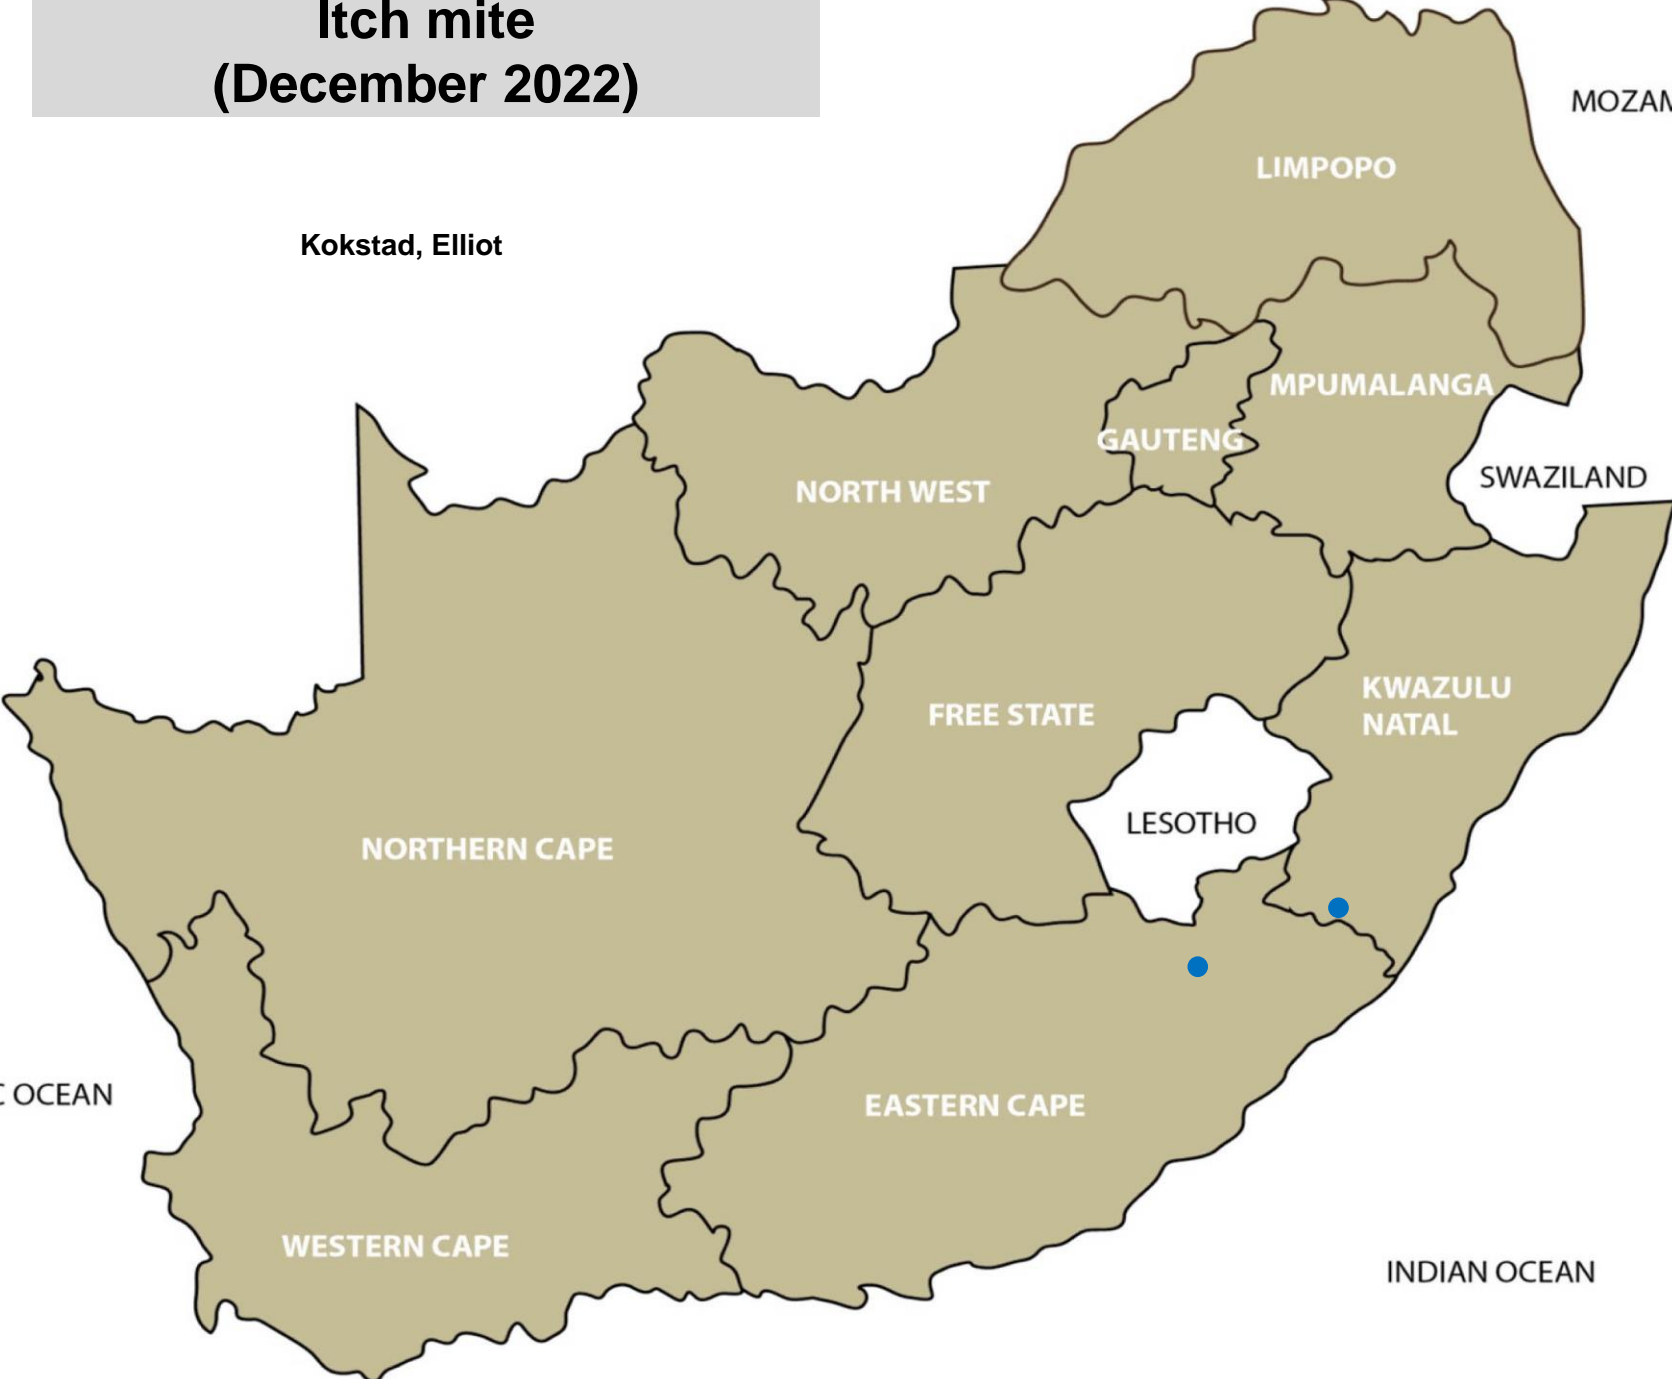 Itch mite
(December 2022)
MOZAM
LIMPOPO
Kokstad, Elliot
MPUMALANGA
GAUTENG
SWAZILAND
NORTH WEST
KWAZULU
NATAL
FREE STATE
LESOTHO
NORTHERN CAPE
C OCEAN
EASTERN CAPE
WESTERN CAPE
INDIAN OCEAN